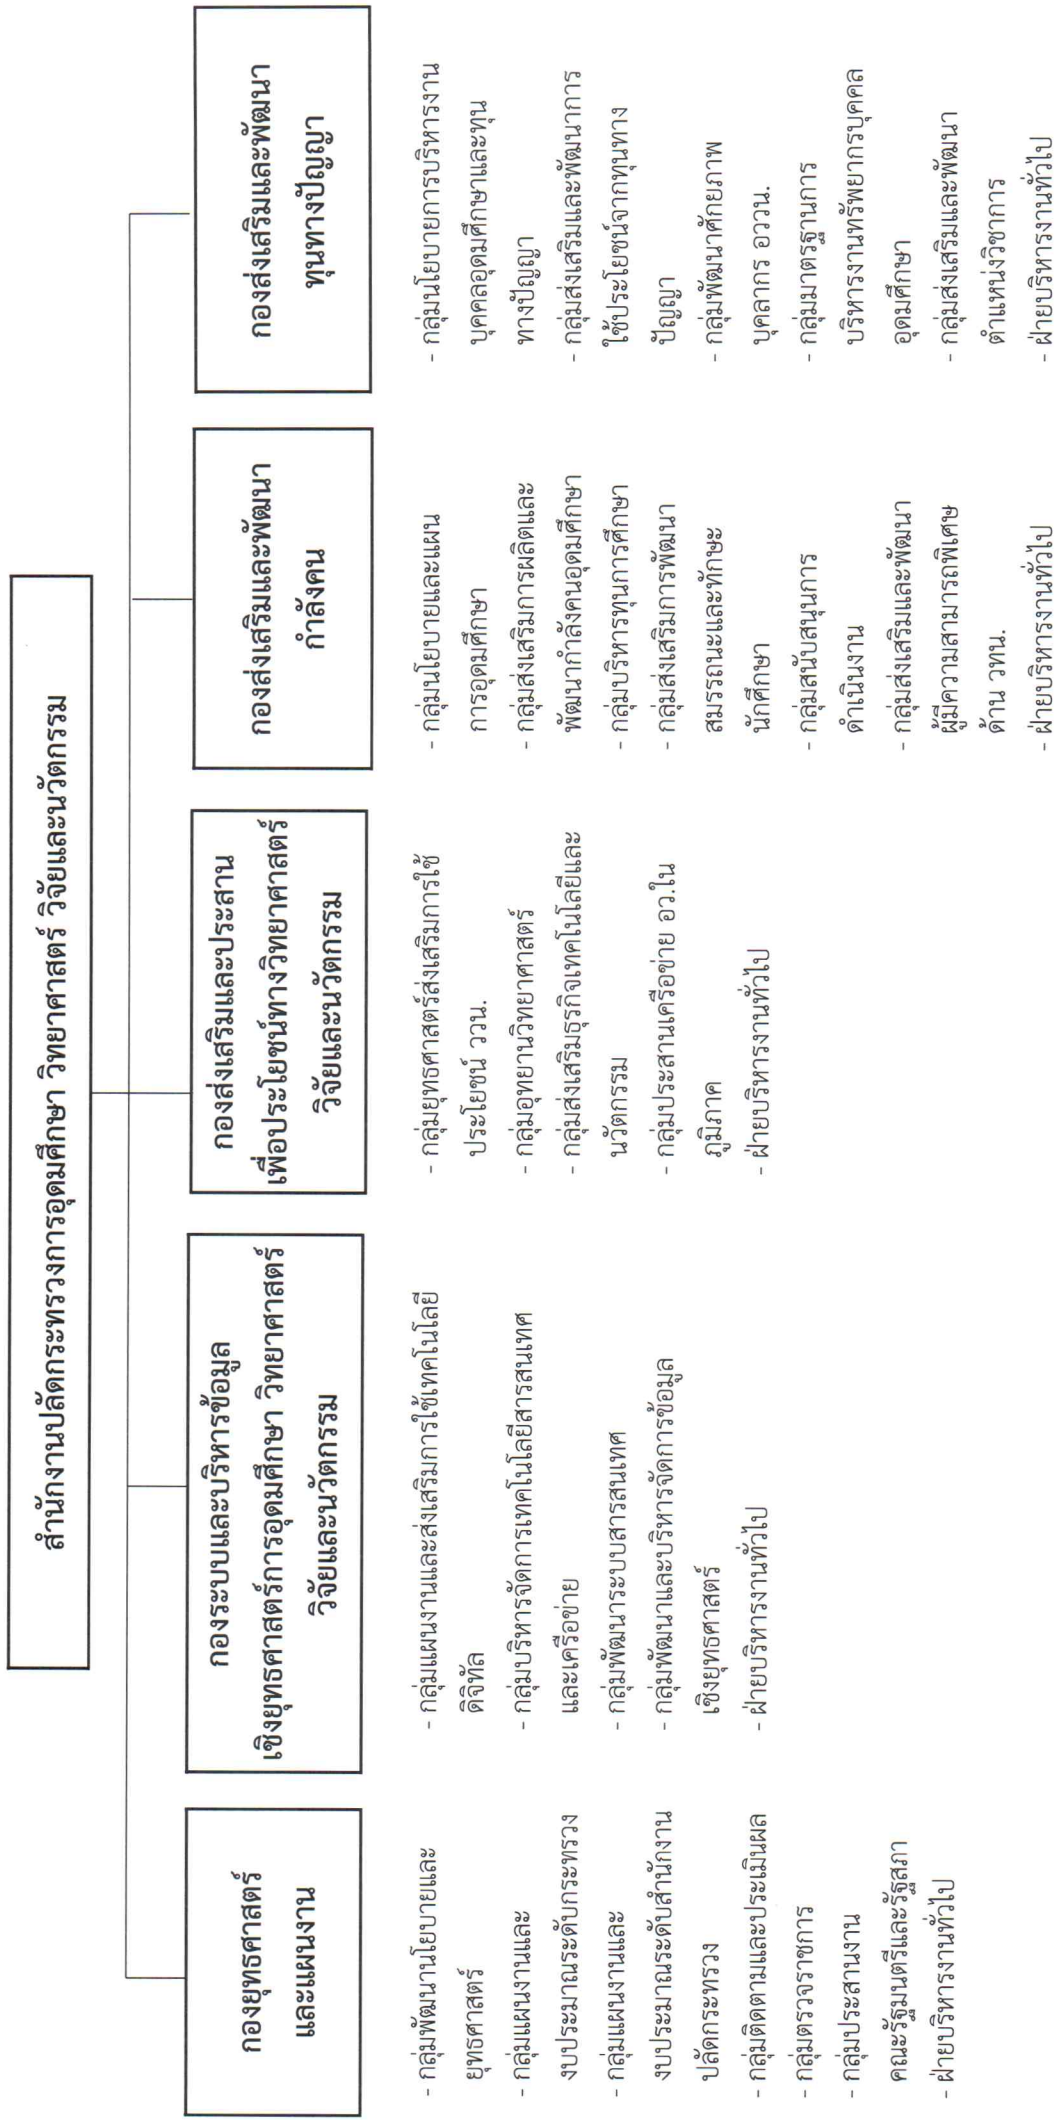 สำนักงานปลัดกระทรวงการอุดมศึกษา วิทยาศาสตร์ วิจัยและนวัตกรรม
กองยุทธศาสตร์
และแผนงาน
- กลุ่มพัฒนานโยบายและ
ยุทธศาสตร์
- กลุ่มแผนงานและ
งบประมาณระดับกระทรวง
- กลุ่มแผนงานและ
งบประมาณระดับสำนักงาน
ปลัดกระทรวง
- กลุ่มติดตามและประเมินผล
- กลุ่มตรวจราชการ
- กลุ่มประสานงาน
คณะรัฐมนตรีและรัฐสภา
- ฝ่ายบริหารงานทั่วไป
กองระบบและบริหารข้อมูล
เชิงยุทธศาสตร์การอุดมศึกษา วิทยาศาสตร์
วิจัยและนวัตกรรม
- กลุ่มแผนงานและส่งเสริมการใช้เทคโนโลยี
ดิจิทัล
- กลุ่มบริหารจัดการเทคโนโลยีสารสนเทศ
และเครือข่าย
- กลุ่มพัฒนาระบบสารสนเทศ
- กลุ่มพัฒนาและบริหารจัดการข้อมูล
เชิงยุทธศาสตร์
- ฝ่ายบริหารงานทั่วไป
กองส่งเสริมและประสาน
เพื่อประโยชน์ทางวิทยาศาสตร์
วิจัยและนวัตกรรม
- กลุ่มยุทธศาสตร์ส่งเสริมการใช้
ประโยชน์ ววน.
- กลุ่มอุทยานวิทยาศาสตร์
- กลุ่มส่งเสริมธุรกิจเทคโนโลยีและ
นวัตกรรม
- กลุ่มประสานเครือข่าย อว.ใน
ภูมิภาค
- ฝ่ายบริหารงานทั่วไป
กองส่งเสริมและพัฒนา
กำลังคน
- กลุ่มนโยบายและแผน
การอุดมศึกษา
- กลุ่มส่งเสริมการผลิตและ
พัฒนากำลังคนอุดมศึกษา
- กลุ่มบริหารทุนการศึกษา
- กลุ่มส่งเสริมการพัฒนา
สมรรถนะและทักษะ
นักศึกษา
- กลุ่มสนับสนุนการ
ดำเนินงาน
- กลุ่มส่งเสริมและพัฒนา
ผู้มีความสามารถพิเศษ
ด้าน วทน.
- ฝ่ายบริหารงานทั่วไป
กองส่งเสริมและพัฒนา
ทุนทางปัญญา
- กลุ่มนโยบายการบริหารงาน
บุคคลอุดมศึกษาและทุน
ทางปัญญา
- กลุ่มส่งเสริมและพัฒนาการ
ใช้ประโยชน์จากทุนทาง
ปัญญา
- กลุ่มพัฒนาศักยภาพ
บุคลากร อววน.
- กลุ่มมาตรฐานการ
บริหารงานทรัพยากรบุคคล
อุดมศึกษา
- กลุ่มส่งเสริมและพัฒนา
ตำแหน่งวิชาการ
- ฝ่ายบริหารงานทั่วไป